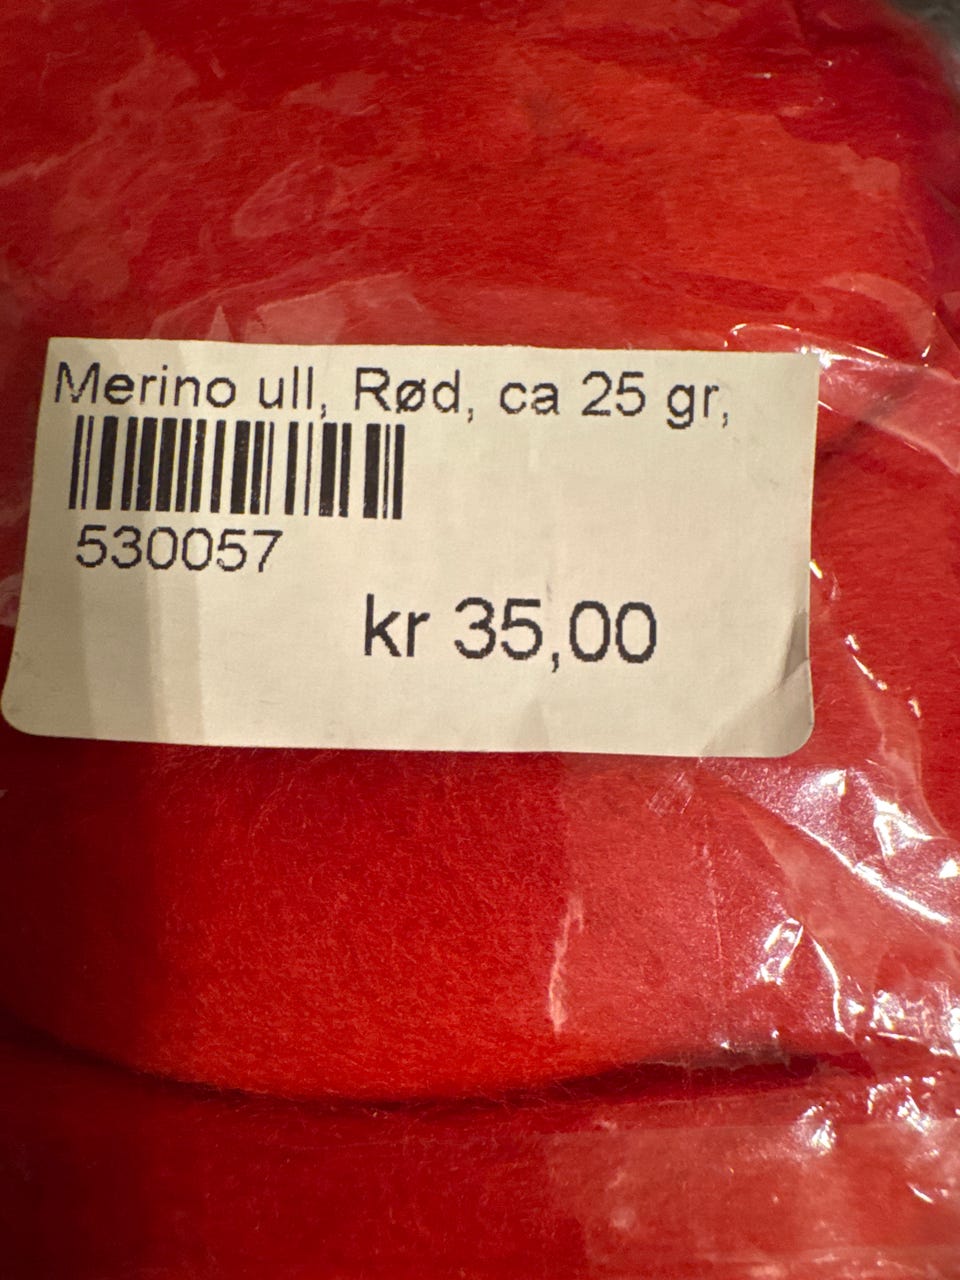 Merino ull, Rød, ca 25 gr,
530057
kr 35,00